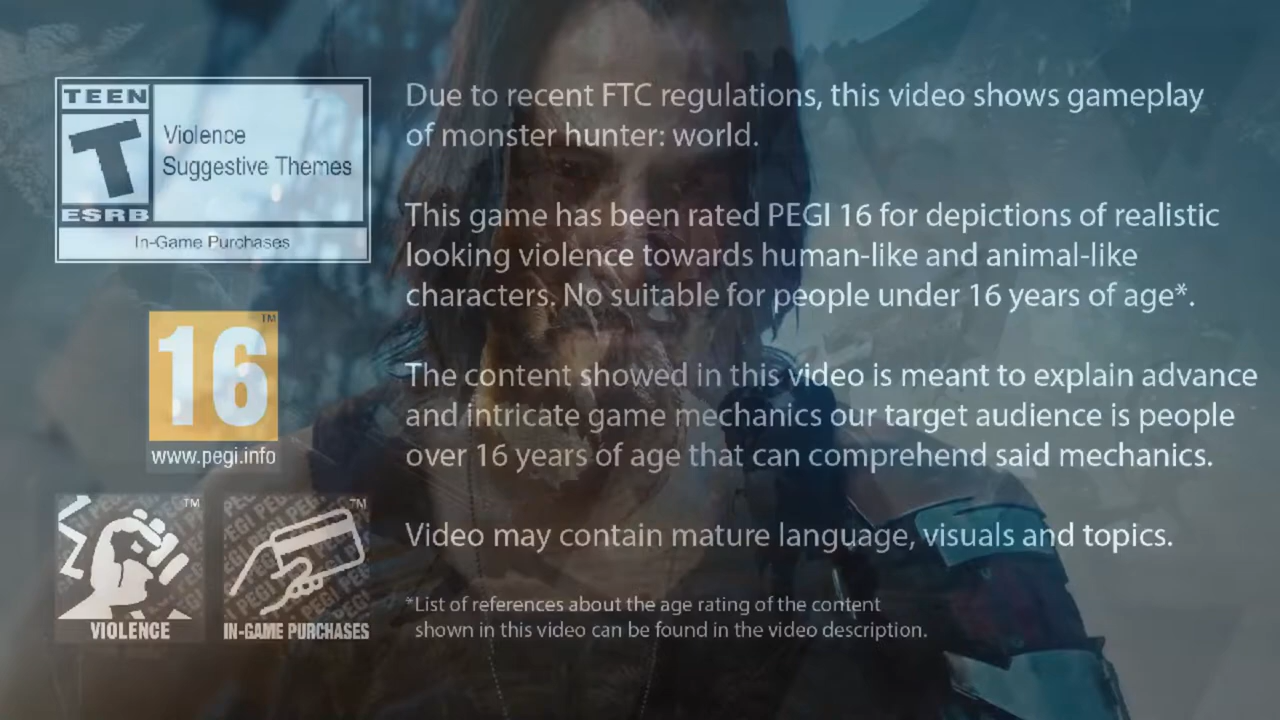 TEEN
T
ESRB
Violence
Suggestive Themes
In-Game Purchases
16
TM
www.pegi.info
TM
VIOLENCE
TM
IN-GAME PURCHASES
Due to recent FTC regulations, this video shows gameplay
of monster hunter: world.
This game has been rated PEGI 16 for depictions of realistic
looking violence towards human-like and animal-like
characters. No suitable for people under 16 years of age*.
The content showed in this video is meant to explain advance
and intricate game mechanics our target audience is people
over 16 years of age that can comprehend said mechanics.
Video may contain mature language, visuals and topics.
*List of references about the age rating of the content
shown in this video can be found in the video description.